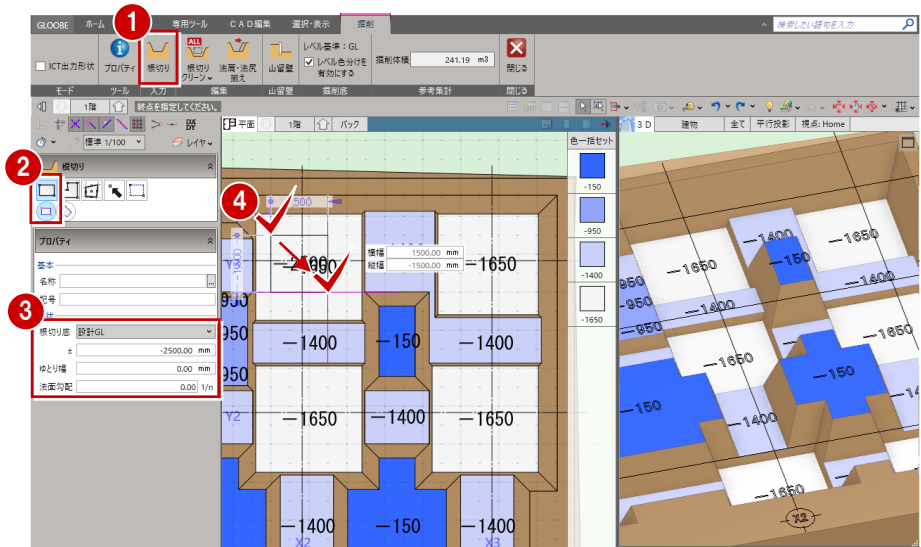 GLOOBE ホーム 専用ツール CAD編集 選択・表示 掘削 検索したい語句を入力
1
ICT出力形状
プロパティ
根切り
ALL
根切り
クリーン
法肩・法尻
揃え
山留壁
レベル基準：GL
レベル色分けを
有効にする
掘削体積 241.19 m3
閉じる
モード ツール 入力 編集 山留壁 掘削底 参考集計 閉じる
1階 終点を指定してください。
標準 1/100 レイヤ
平面 1階 バック
3D 建物 全て 平行投影 視点: Home
2
根切り
プロパティ
基本
名称
記号
3
根切り底 設計GL
± -2500.00 mm
ゆとり幅 0.00 mm
法面勾配 0.00 1/n
4
横幅 1500.00 mm
縦幅 -1500.00 mm
-1650
-950
-1400
-150
-1400
-950
Y2
-1650
-1400
-1650
-1400
-150
-1400
X2
X3
色一括セット
-150
-950
-1400
-1650
-1400
-1650
-150
-1650
-1400
-950
-950
-1400
-1650
-1650
-150
-150
-1400
-1650
X2